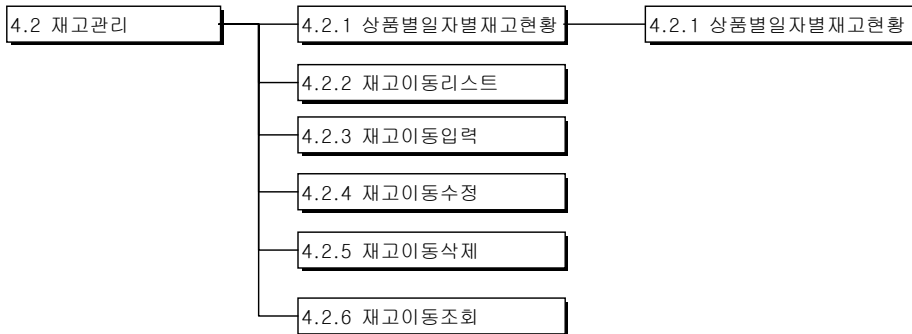 4.2 재고관리
4.2.1 상품별일자별재고현황
4.2.1 상품별일자별재고현황
4.2.2 재고이동리스트
4.2.3 재고이동입력
4.2.4 재고이동수정
4.2.5 재고이동삭제
4.2.6 재고이동조회